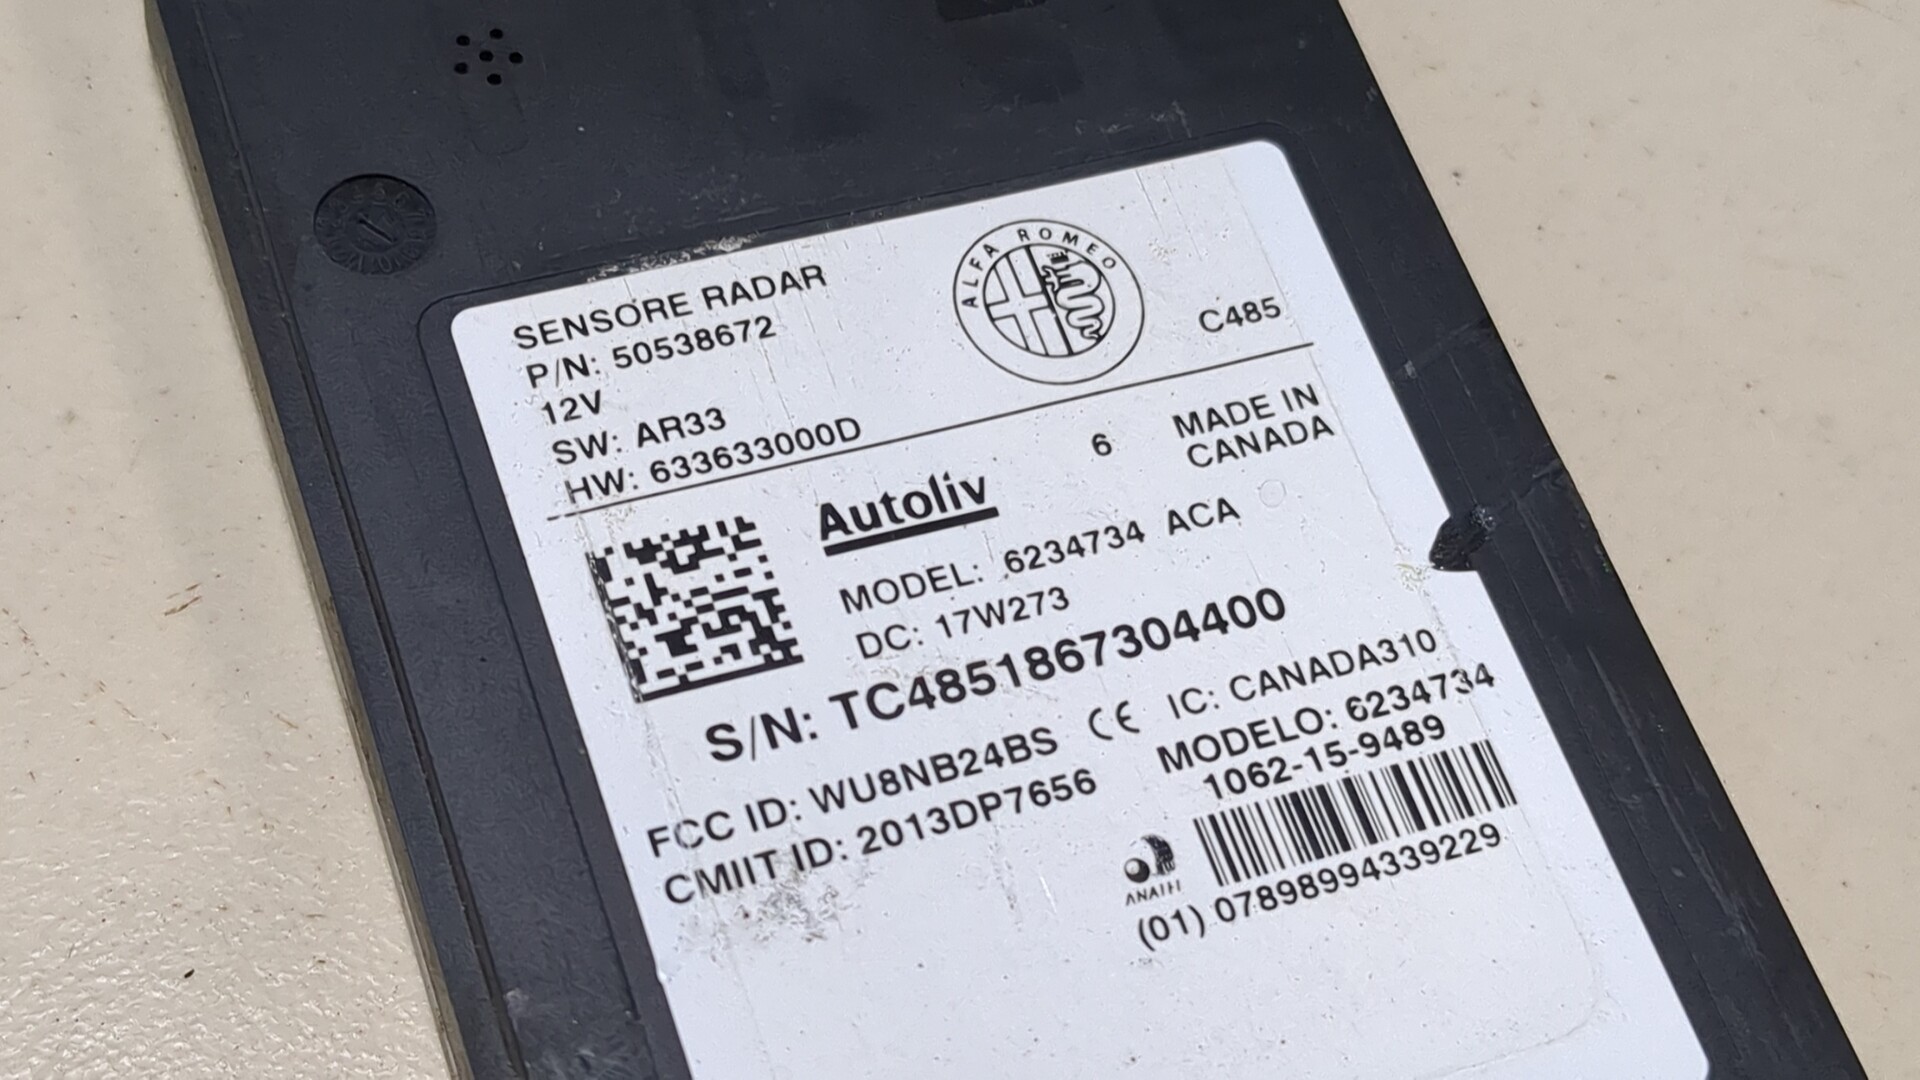 SENSORE RADAR
P/N: 50538672
12V
SW: AR33
HW: 633633000D
ALFA ROMEO
C485
Autoliv
6
MADE IN
CANADA
MODEL: 6234734 ACA
DC: 17W273
S/N: TC4851867304400
FCC ID: WU8NB24BS CE IC: CANADA310
CMIIT ID: 2013DP7656
MODELO: 6234734
1062-15-9489
ANATEL
(01) 07898994339229